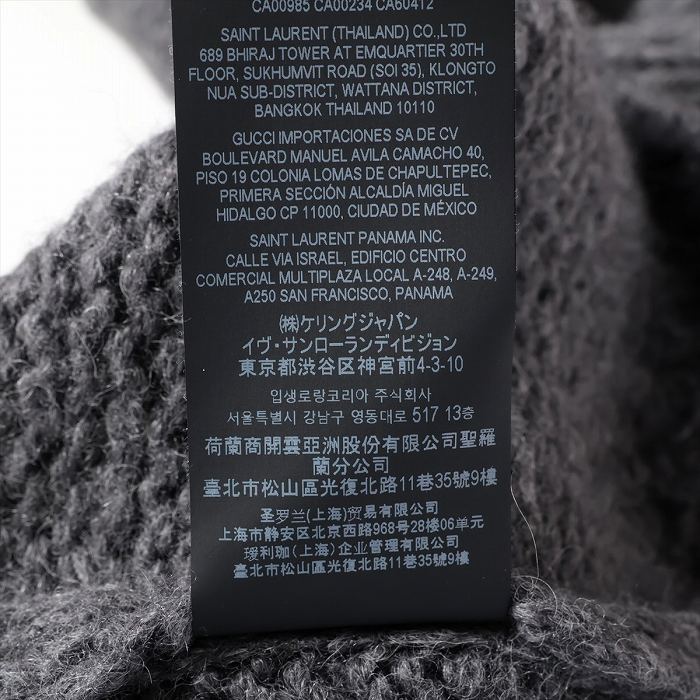 CA00985 CA00234 CA60412
SAINT LAURENT (THAILAND) CO.,LTD
689 BHIRAJ TOWER AT EMQUARTIER 30TH
FLOOR, SUKHUMVIT ROAD (SOI 35), KLONGTO
NUA SUB-DISTRICT, WATTANA DISTRICT,
BANGKOK THAILAND 10110
GUCCI IMPORTACIONES SA DE CV
BOULEVARD MANUEL AVILA CAMACHO 40,
PISO 19 COLONIA LOMAS DE CHAPULTEPEC,
PRIMERA SECCIÓN ALCALDÍA MIGUEL
HIDALGO CP 11000, CIUDAD DE MÉXICO
SAINT LAURENT PANAMA INC.
CALLE VIA ISRAEL, EDIFICIO CENTRO
COMERCIAL MULTIPLAZA LOCAL A-248, A-249,
A250 SAN FRANCISCO, PANAMA
㈱ケリングジャパン
イヴ・サンローランディビジョン
東京都渋谷区神宮前4-3-10
입생로랑코리아 주식회사
서울특별시 강남구 영동대로 517 13층
荷蘭商開雲亞洲股份有限公司聖羅
蘭分公司
臺北市松山區光復北路11巷35號9樓
圣罗兰(上海)贸易有限公司
上海市静安区北京西路968号28楼06单元
瑷利珈(上海)企业管理有限公司
臺北市松山區光復北路11巷35號9樓